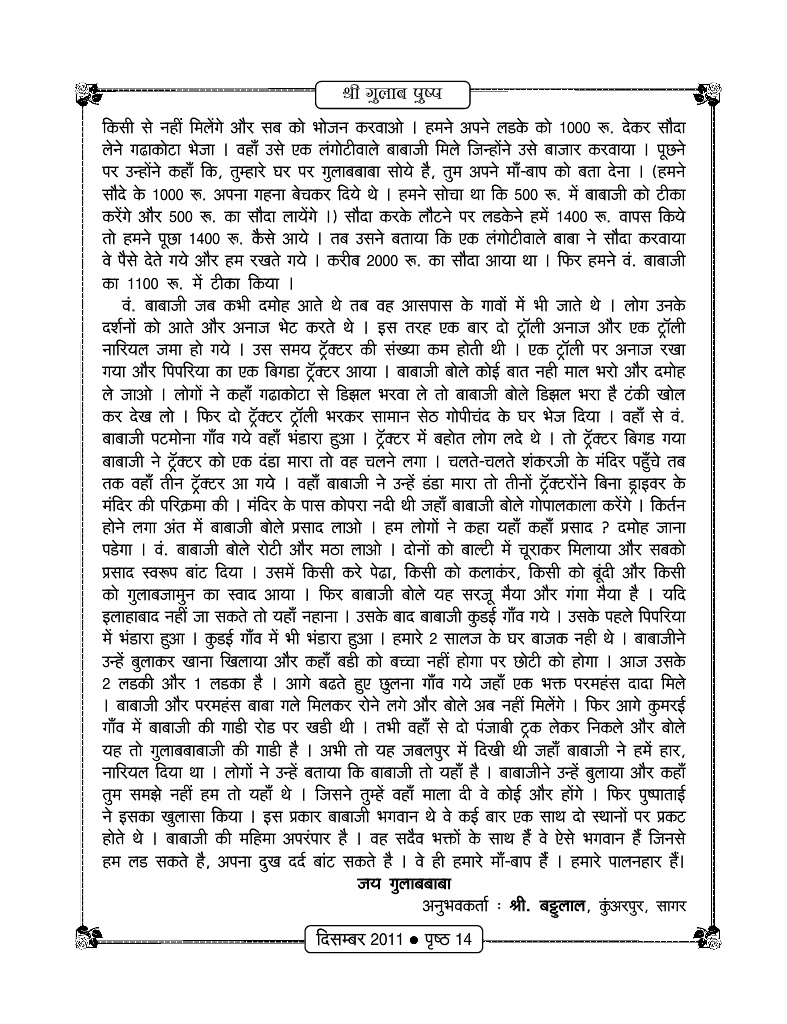 श्री गुलाब पुष्प
किसी से नहीं मिलेंगे और सब को भोजन करवाओ । हमने अपने लडके को 1000 रू. देकर सौदा
लेने गढाकोटा भेजा । वहाँ उसे एक लंगोटीवाले बाबाजी मिले जिन्होंने उसे बाजार करवाया । पूछने
पर उन्होंने कहाँ कि, तुम्हारे घर पर गुलाबबाबा सोये है, तुम अपने माँ-बाप को बता देना । (हमने
सौदे के 1000 रू. अपना गहना बेचकर दिये थे । हमने सोचा था कि 500 रू. में बाबाजी को टीका
करेंगे और 500 रू. का सौदा लायेंगे ।) सौदा करके लौटने पर लडकेने हमें 1400 रू. वापस किये
तो हमने पूछा 1400 रू. कैसे आये । तब उसने बताया कि एक लंगोटीवाले बाबा ने सौदा करवाया
वे पैसे देते गये और हम रखते गये । करीब 2000 रू. का सौदा आया था । फिर हमने वं. बाबाजी
का 1100 रू. में टीका किया ।
वं. बाबाजी जब कभी दमोह आते थे तब वह आसपास के गावों में भी जाते थे । लोग उनके
दर्शनों को आते और अनाज भेट करते थे । इस तरह एक बार दो ट्रॉली अनाज और एक ट्रॉली
नारियल जमा हो गये । उस समय ट्रॅक्टर की संख्या कम होती थी । एक ट्रॉली पर अनाज रखा
गया और पिपरिया का एक बिगडा ट्रॅक्टर आया । बाबाजी बोले कोई बात नही माल भरो और दमोह
ले जाओ । लोगों ने कहाँ गढाकोटा से डिझल भरवा ले तो बाबाजी बोले डिझल भरा है टंकी खोल
कर देख लो । फिर दो ट्रॅक्टर ट्रॉली भरकर सामान सेठ गोपीचंद के घर भेज दिया । वहाँ से वं.
बाबाजी पटमोना गाँव गये वहाँ भंडारा हुआ । ट्रॅक्टर में बहोत लोग लदे थे । तो ट्रॅक्टर बिगड गया
बाबाजी ने ट्रॅक्टर को एक दंडा मारा तो वह चलने लगा । चलते-चलते शंकरजी के मंदिर पहुँचे तब
तक वहाँ तीन ट्रॅक्टर आ गये । वहाँ बाबाजी ने उन्हें डंडा मारा तो तीनों ट्रॅक्टरोंने बिना ड्राइवर के
मंदिर की परिक्रमा की । मंदिर के पास कोपरा नदी थी जहाँ बाबाजी बोले गोपालकाला करेंगे । किर्तन
होने लगा अंत में बाबाजी बोले प्रसाद लाओ । हम लोगों ने कहा यहाँ कहाँ प्रसाद ? दमोह जाना
पडेगा । वं. बाबाजी बोले रोटी और मठा लाओ । दोनों को बाल्टी में चूराकर मिलाया और सबको
प्रसाद स्वरूप बांट दिया । उसमें किसी करे पेढा, किसी को कलाकंर, किसी को बूंदी और किसी
को गुलाबजामुन का स्वाद आया । फिर बाबाजी बोले यह सरजू मैया और गंगा मैया है । यदि
इलाहाबाद नहीं जा सकते तो यहाँ नहाना । उसके बाद बाबाजी कुडई गाँव गये । उसके पहले पिपरिया
में भंडारा हुआ । कुडई गाँव में भी भंडारा हुआ । हमारे 2 सालज के घर बाजक नही थे । बाबाजीने
उन्हें बुलाकर खाना खिलाया और कहाँ बडी को बच्चा नहीं होगा पर छोटी को होगा । आज उसके
2 लडकी और 1 लडका है । आगे बढते हुए छुलना गाँव गये जहाँ एक भक्त परमहंस दादा मिले
। बाबाजी और परमहंस बाबा गले मिलकर रोने लगे और बोले अब नहीं मिलेंगे । फिर आगे कुमरई
गाँव में बाबाजी की गाडी रोड पर खडी थी । तभी वहाँ से दो पंजाबी ट्रक लेकर निकले और बोले
यह तो गुलाबबाबाजी की गाडी है । अभी तो यह जबलपुर में दिखी थी जहाँ बाबाजी ने हमें हार,
नारियल दिया था । लोगों ने उन्हें बताया कि बाबाजी तो यहाँ है । बाबाजीने उन्हें बुलाया और कहाँ
तुम समझे नहीं हम तो यहाँ थे । जिसने तुम्हें वहाँ माला दी वे कोई और होंगे । फिर पुष्पाताई
ने इसका खुलासा किया । इस प्रकार बाबाजी भगवान थे वे कई बार एक साथ दो स्थानों पर प्रकट
होते थे । बाबाजी की महिमा अपरंपार है । वह सदैव भक्तों के साथ हैं वे ऐसे भगवान हैं जिनसे
हम लड सकते है, अपना दुख दर्द बांट सकते है । वे ही हमारे माँ-बाप हैं । हमारे पालनहार हैं।
जय गुलाबबाबा
अनुभवकर्ता : श्री. बट्टुलाल, कुंअरपुर, सागर
दिसम्बर 2011 ● पृष्ठ 14